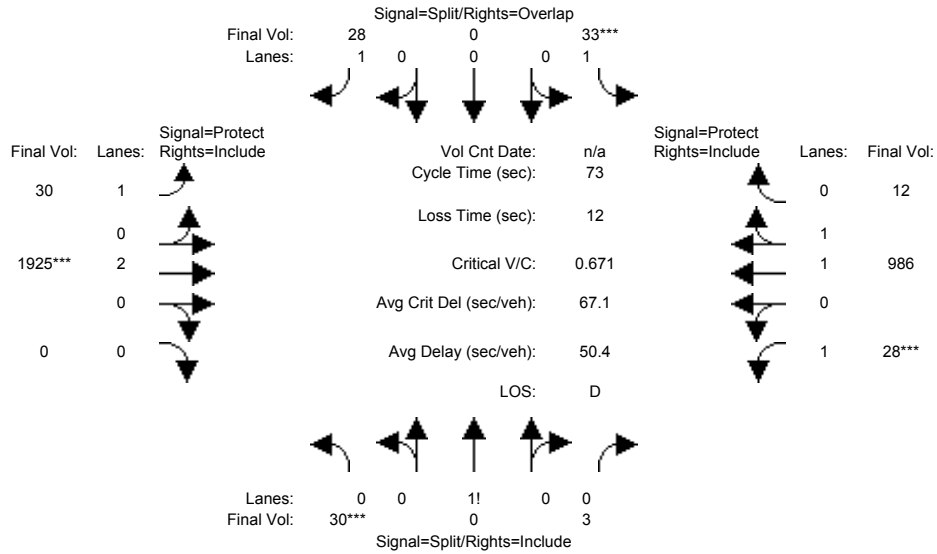 Signal=Split/Rights=Overlap
Final Vol: 28 0 33***
Lanes: 1 0 0 0 1
Signal=Protect
Final Vol: Lanes: Rights=Include
Vol Cnt Date: n/a
Signal=Protect
Rights=Include Lanes: Final Vol:
Cycle Time (sec): 73
30 1
0 12
Loss Time (sec): 12
0
1
1925*** 2
Critical V/C: 0.671
1 986
0
Avg Crit Del (sec/veh): 67.1
0
0 0
Avg Delay (sec/veh): 50.4
1 28***
LOS: D
Lanes: 0 0 1! 0 0
Final Vol: 30*** 0 3
Signal=Split/Rights=Include